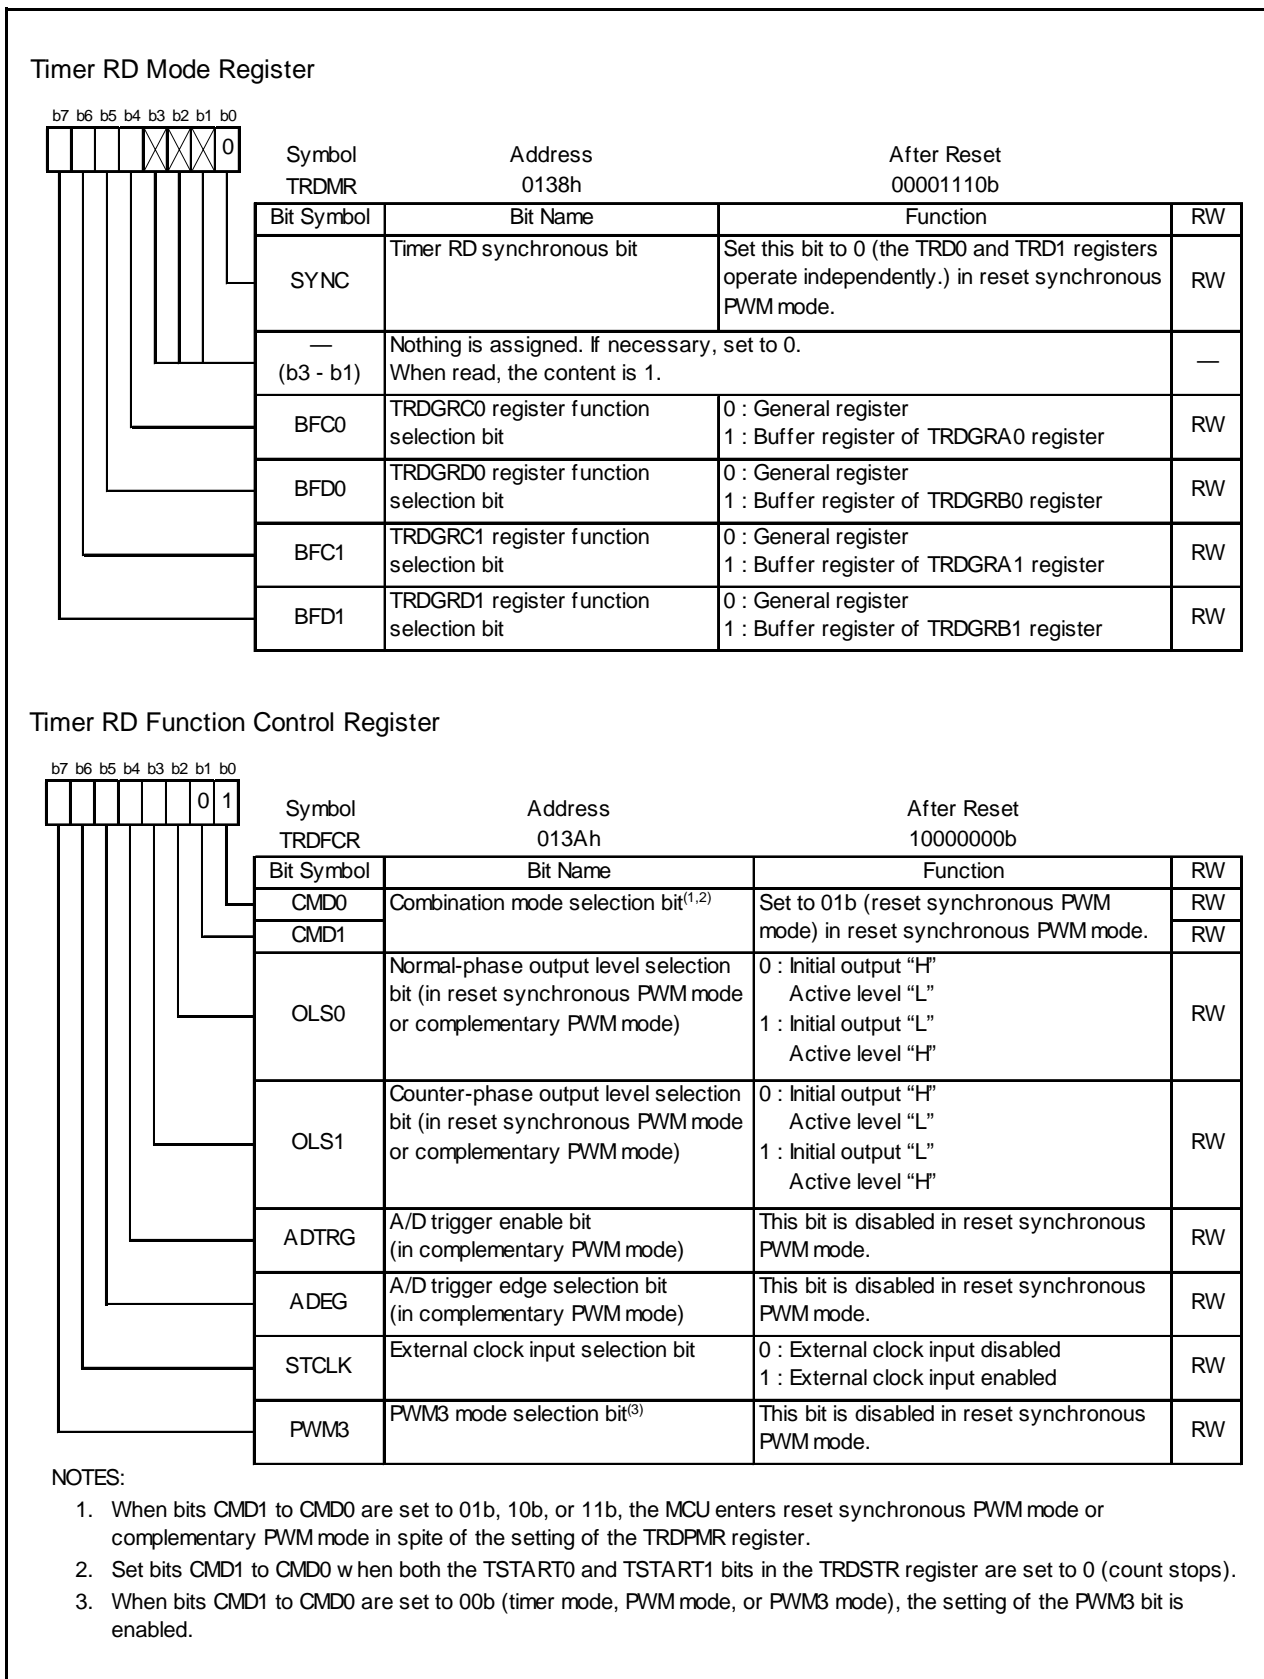 Timer RD Mode Register
b7 b6 b5 b4 b3 b2 b1 b0
0
Symbol Address After Reset
TRDMR 0138h 00001110b
Bit Symbol Bit Name Function RW
SYNC Timer RD synchronous bit Set this bit to 0 (the TRD0 and TRD1 registers
operate independently.) in reset synchronous
PWM mode. RW
— Nothing is assigned. If necessary, set to 0.
(b3 - b1) When read, the content is 1. —
BFC0 TRDGRC0 register function 0 : General register
selection bit 1 : Buffer register of TRDGRA0 register RW
BFD0 TRDGRD0 register function 0 : General register
selection bit 1 : Buffer register of TRDGRB0 register RW
BFC1 TRDGRC1 register function 0 : General register
selection bit 1 : Buffer register of TRDGRA1 register RW
BFD1 TRDGRD1 register function 0 : General register
selection bit 1 : Buffer register of TRDGRB1 register RW
Timer RD Function Control Register
b7 b6 b5 b4 b3 b2 b1 b0
0 1
Symbol Address After Reset
TRDFCR 013Ah 10000000b
Bit Symbol Bit Name Function RW
CMD0 Combination mode selection bit(1,2) Set to 01b (reset synchronous PWM RW
CMD1 mode) in reset synchronous PWM mode. RW
OLS0 Normal-phase output level selection 0 : Initial output “H”
bit (in reset synchronous PWM mode Active level “L”
or complementary PWM mode) 1 : Initial output “L”
Active level “H” RW
OLS1 Counter-phase output level selection 0 : Initial output “H”
bit (in reset synchronous PWM mode Active level “L”
or complementary PWM mode) 1 : Initial output “L”
Active level “H” RW
ADTRG A/D trigger enable bit This bit is disabled in reset synchronous
(in complementary PWM mode) PWM mode. RW
ADEG A/D trigger edge selection bit This bit is disabled in reset synchronous
(in complementary PWM mode) PWM mode. RW
STCLK External clock input selection bit 0 : External clock input disabled
1 : External clock input enabled RW
PWM3 PWM3 mode selection bit(3) This bit is disabled in reset synchronous
PWM mode. RW
NOTES:
1. When bits CMD1 to CMD0 are set to 01b, 10b, or 11b, the MCU enters reset synchronous PWM mode or
complementary PWM mode in spite of the setting of the TRDPMR register.
2. Set bits CMD1 to CMD0 when both the TSTART0 and TSTART1 bits in the TRDSTR register are set to 0 (count stops).
3. When bits CMD1 to CMD0 are set to 00b (timer mode, PWM mode, or PWM3 mode), the setting of the PWM3 bit is
enabled.